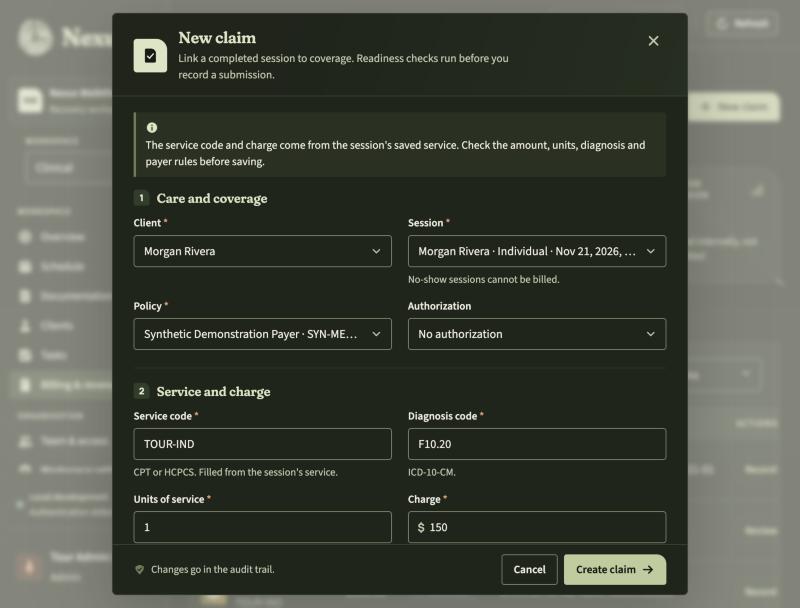 New claim
Link a completed session to coverage. Readiness checks run before you
record a submission.
The service code and charge come from the session's saved service. Check the amount, units, diagnosis and
payer rules before saving.
1 Care and coverage
Client *
Session *
Morgan Rivera
Morgan Rivera · Individual · Nov 21, 2026, ...
No-show sessions cannot be billed.
Policy *
Authorization
Synthetic Demonstration Payer · SYN-ME...
No authorization
2 Service and charge
Service code *
Diagnosis code *
TOUR-IND
F10.20
CPT or HCPCS. Filled from the session's service.
ICD-10-CM.
Units of service *
Charge *
1
$ 150
Changes go in the audit trail.
Cancel
Create claim →
Refresh
New claim
Clinical
Overview
Schedule
Documentation
Clients
Tasks
Team & access
Tour Admin
Admin